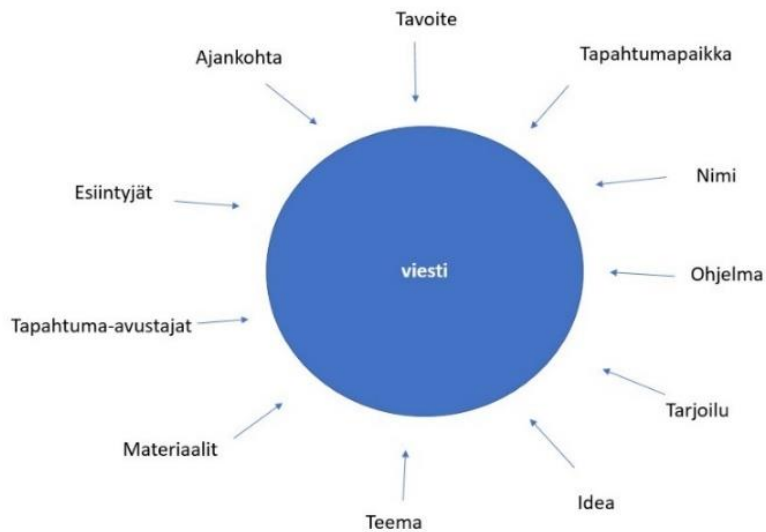 Tavoite
Ajankohta
Tapahtumapaikka
Esiintyjät
Nimi
viesti
Ohjelma
Tapahtuma-avustajat
Tarjoilu
Materiaalit
Idea
Teema